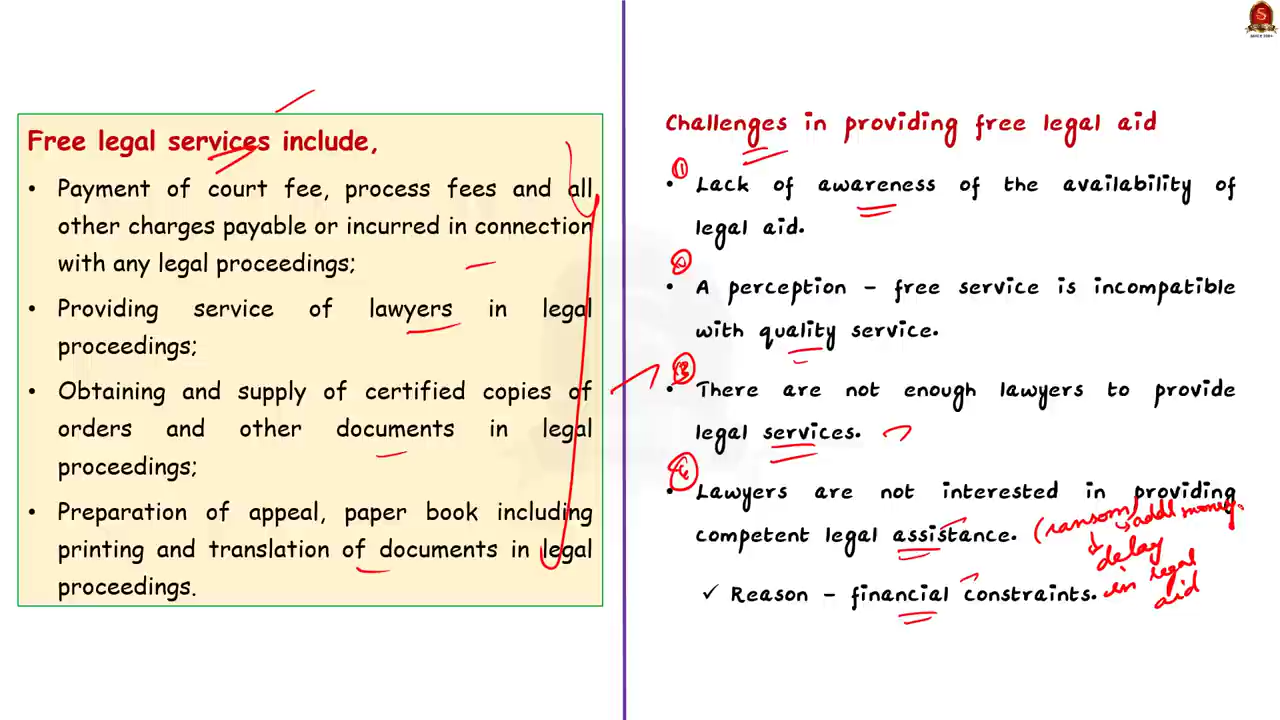 Free legal services include,
• Payment of court fee, process fees and all
other charges payable or incurred in connection
with any legal proceedings;
• Providing service of lawyers in legal
proceedings;
• Obtaining and supply of certified copies of
orders and other documents in legal
proceedings;
• Preparation of appeal, paper book including
printing and translation of documents in legal
proceedings.
Challenges in providing free legal aid
① 
• Lack of awareness of the availability of
legal aid.
• A perception – free service is incompatible
with quality service.
• There are not enough lawyers to provide
legal services.
• Lawyers are not interested in providing
competent legal assistance. (ransom) addl money.
delay
in legal
aid
✓ Reason – financial constraints.